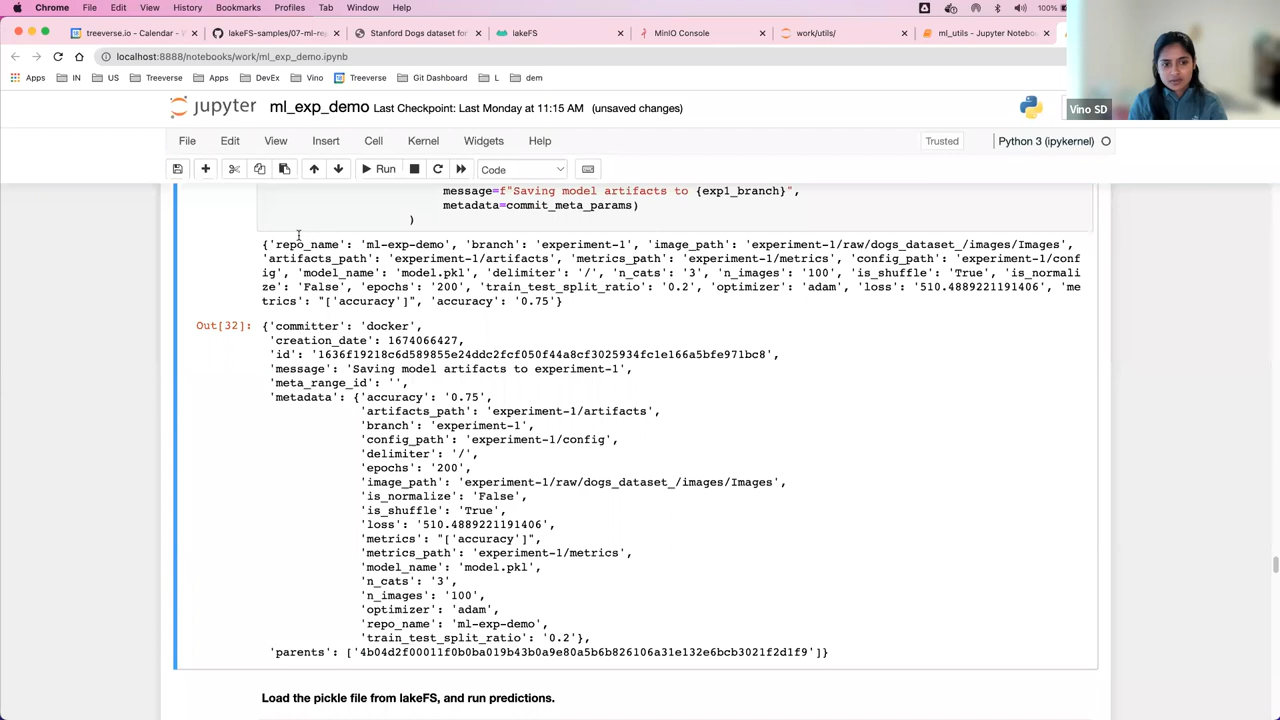 Chrome File Edit View History Bookmarks Profiles Tab Window Help 100%
treeverse.io - Calendar - lakeFS-samples/07-ml-rep Stanford Dogs dataset for lakeFS MinIO Console work/utils/ ml_utils - Jupyter Notebook
localhost:8888/notebooks/work/ml_exp_demo.ipynb
Apps IN US Treeverse Apps DevEx Vino Treeverse L dem
Vino SD
jupyter ml_exp_demo Last Checkpoint: Last Monday at 11:15 AM (unsaved changes)
File Edit View Insert Cell Kernel Widgets Help Trusted Python 3 (ipykernel)
Run Code
message=f"Saving model artifacts to {exp1_branch}",
metadata=commit_meta_params)
)
{'repo_name': 'ml-exp-demo', 'branch': 'experiment-1', 'image_path': 'experiment-1/raw/dogs_dataset_/images/Images',
'artifacts_path': 'experiment-1/artifacts', 'metrics_path': 'experiment-1/metrics', 'config_path': 'experiment-1/conf
ig', 'model_name': 'model.pkl', 'delimiter': '/', 'n_cats': '3', 'n_images': '100', 'is_shuffle': 'True', 'is_normali
ze': 'False', 'epochs': '200', 'train_test_split_ratio': '0.2', 'optimizer': 'adam', 'loss': '510.4889221191406', 'me
trics': "['accuracy']", 'accuracy': '0.75'}
Out[32]: {'committer': 'docker',
'creation_date': 1674066427,
'id': '1636f19218c6d589855e24ddc2fcf050f44a8cf3025934fc1e166a5bfe971bc8',
'message': 'Saving model artifacts to experiment-1',
'meta_range_id': '',
'metadata': {'accuracy': '0.75',
'artifacts_path': 'experiment-1/artifacts',
'branch': 'experiment-1',
'config_path': 'experiment-1/config',
'delimiter': '/',
'epochs': '200',
'image_path': 'experiment-1/raw/dogs_dataset_/images/Images',
'is_normalize': 'False',
'is_shuffle': 'True',
'loss': '510.4889221191406',
'metrics': "['accuracy']",
'metrics_path': 'experiment-1/metrics',
'model_name': 'model.pkl',
'n_cats': '3',
'n_images': '100',
'optimizer': 'adam',
'repo_name': 'ml-exp-demo',
'train_test_split_ratio': '0.2'},
'parents': ['4b04d2f00011f0b0ba019b43b0a9e80a5b6b826106a31e132e6bcb3021f2d1f9']}
Load the pickle file from lakeFS, and run predictions.